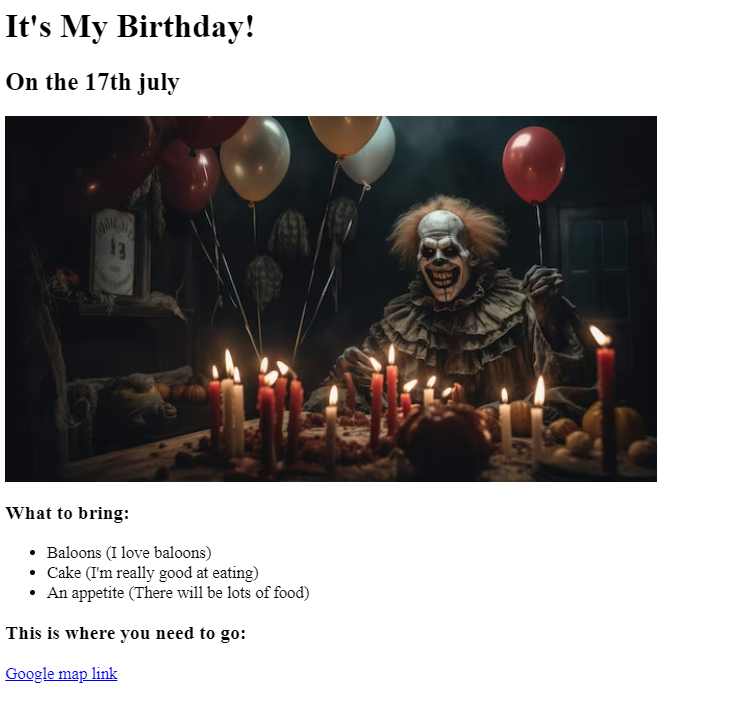 It's My Birthday!
On the 17th july
What to bring:
Baloons (I love baloons)
Cake (I'm really good at eating)
An appetite (There will be lots of food)
This is where you need to go:
Google map link